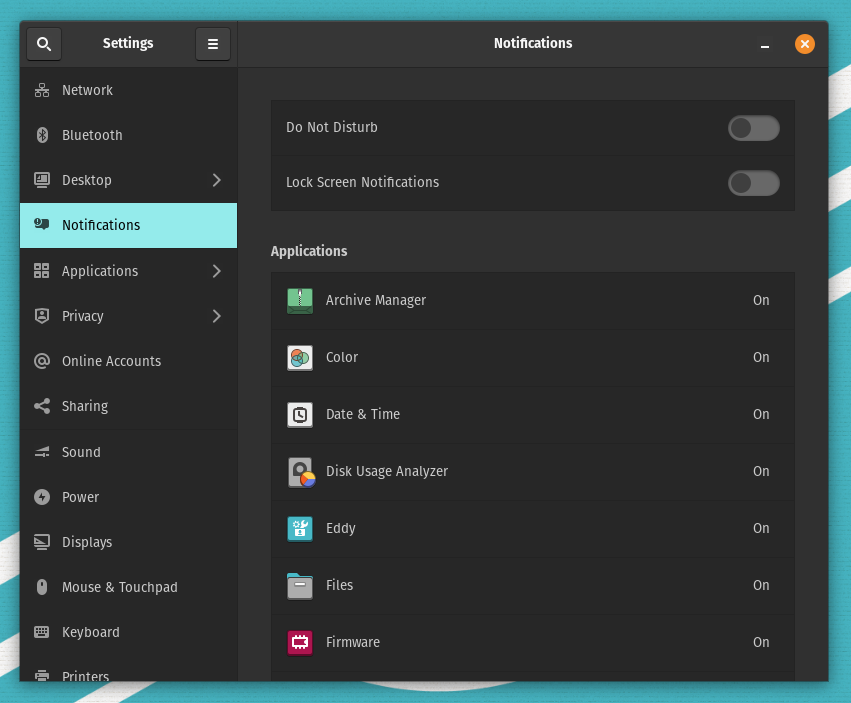 Settings
Notifications
Network
Bluetooth
Desktop
Notifications
Applications
Privacy
Online Accounts
Sharing
Sound
Power
Displays
Mouse & Touchpad
Keyboard
Printers
Do Not Disturb
Lock Screen Notifications
Applications
Archive Manager On
Color On
Date & Time On
Disk Usage Analyzer On
Eddy On
Files On
Firmware On